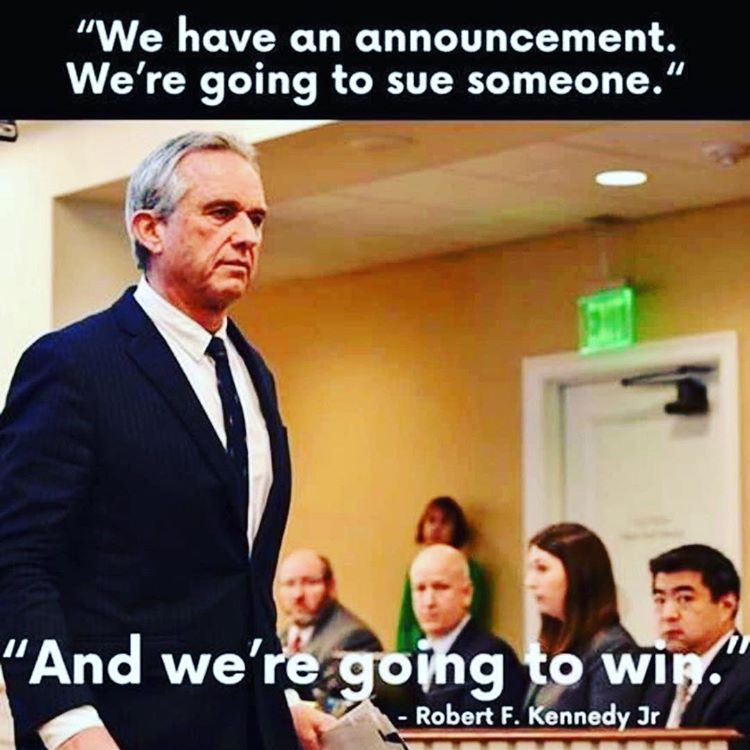 “We have an announcement.
We’re going to sue someone.“
“And we’re going to win.”
- Robert F. Kennedy Jr